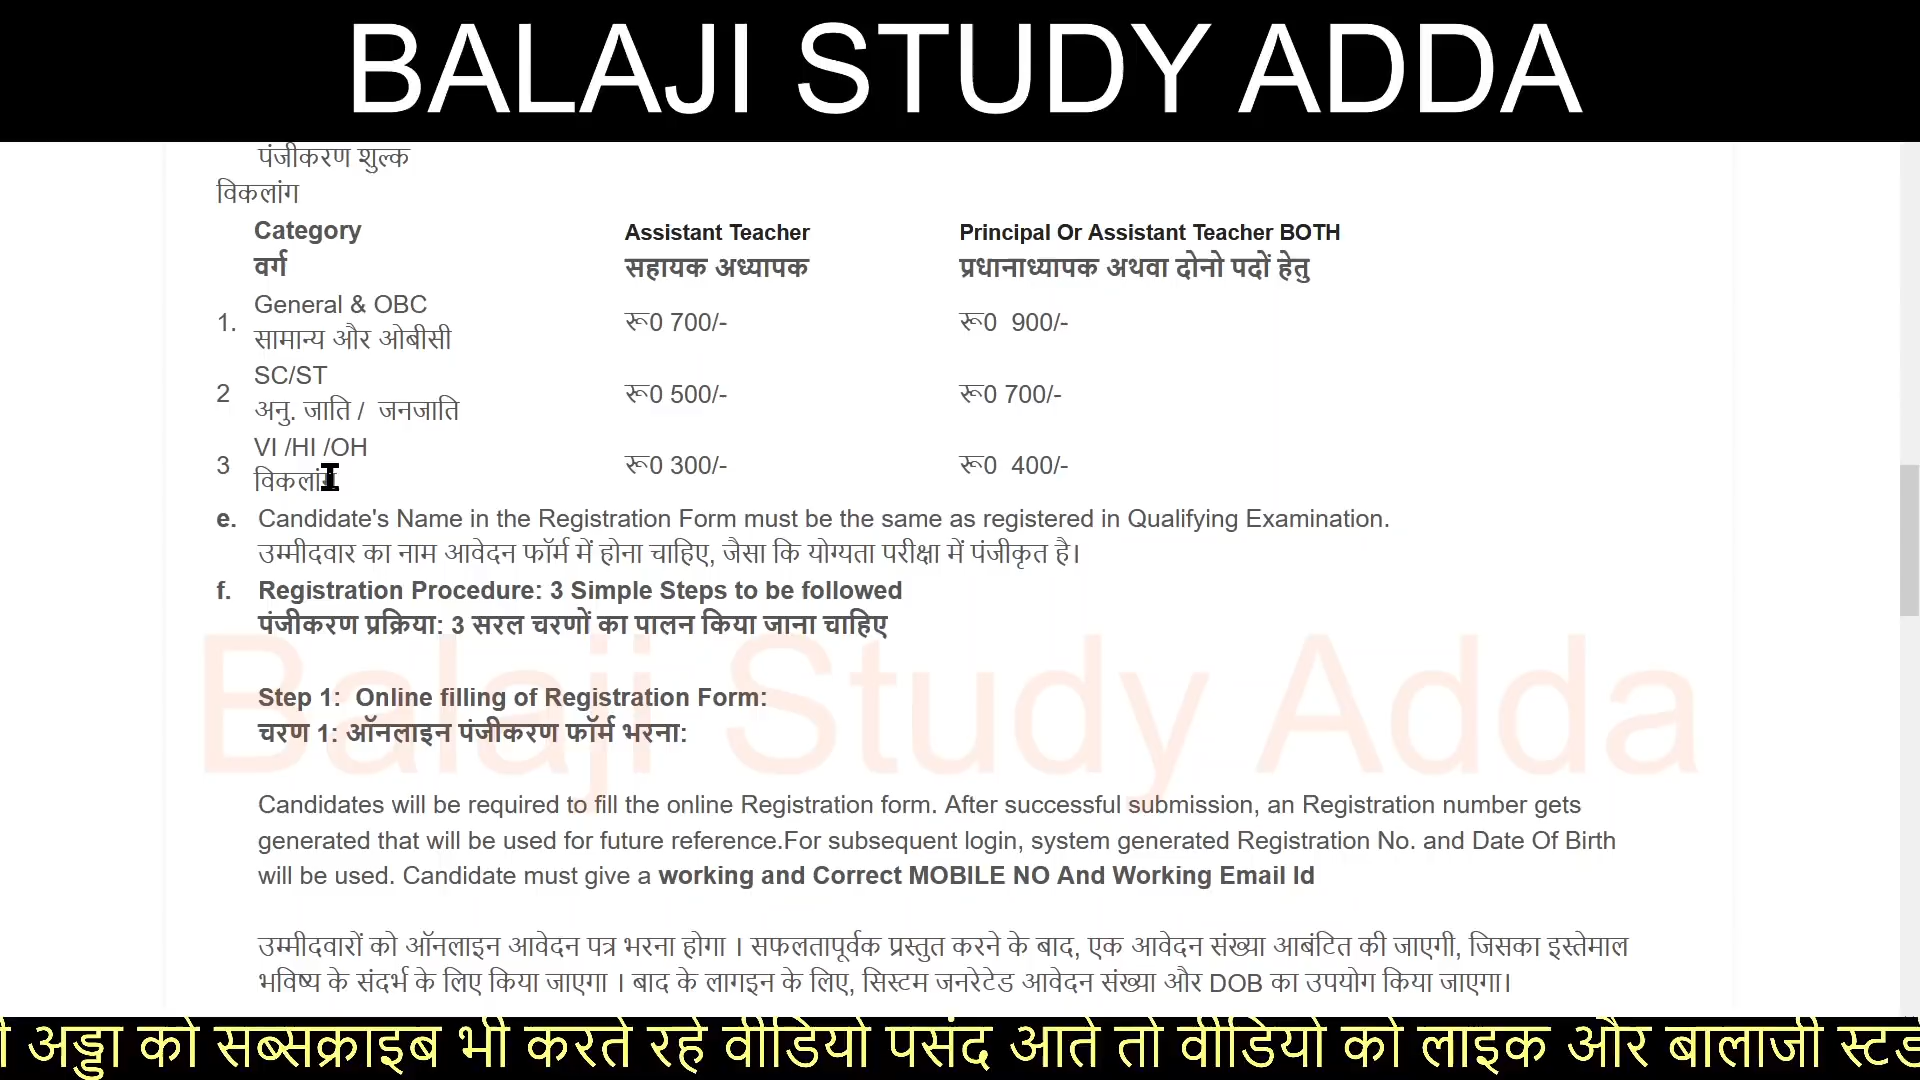 BALAJI STUDY ADDA
पंजीकरण शुल्क
विकलांग
Category Assistant Teacher Principal Or Assistant Teacher BOTH
वर्ग सहायक अध्यापक प्रधानाध्यापक अथवा दोनो पदों हेतु
General & OBC
1. रू0 700/- रू0 900/-
सामान्य और ओबीसी
SC/ST
2 रू0 500/- रू0 700/-
अनु. जाति / जनजाति
VI /HI /OH
3 रू0 300/- रू0 400/-
विकलांग
e. Candidate's Name in the Registration Form must be the same as registered in Qualifying Examination.
उम्मीदवार का नाम आवेदन फॉर्म में होना चाहिए, जैसा कि योग्यता परीक्षा में पंजीकृत है।
f. Registration Procedure: 3 Simple Steps to be followed
पंजीकरण प्रक्रिया: 3 सरल चरणों का पालन किया जाना चाहिए
Balaji Study Adda
Step 1: Online filling of Registration Form:
चरण 1: ऑनलाइन पंजीकरण फॉर्म भरना:
Candidates will be required to fill the online Registration form. After successful submission, an Registration number gets
generated that will be used for future reference.For subsequent login, system generated Registration No. and Date Of Birth
will be used. Candidate must give a working and Correct MOBILE NO And Working Email Id
उम्मीदवारों को ऑनलाइन आवेदन पत्र भरना होगा । सफलतापूर्वक प्रस्तुत करने के बाद, एक आवेदन संख्या आबंटित की जाएगी, जिसका इस्तेमाल
भविष्य के संदर्भ के लिए किया जाएगा । बाद के लागइन के लिए, सिस्टम जनरेटेड आवेदन संख्या और DOB का उपयोग किया जाएगा।
अड्डा को सब्सक्राइब भी करते रहे वीडियो पसंद आते तो वीडियो को लाइक और बालाजी